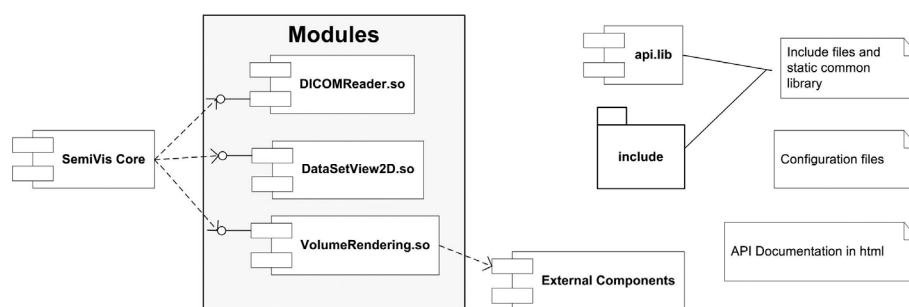 Modules
DICOMReader.so
SemiVis Core
DataSetView2D.so
VolumeRendering.so
External Components
api.lib
include
Include files and
static common
library
Configuration files
API Documentation in html